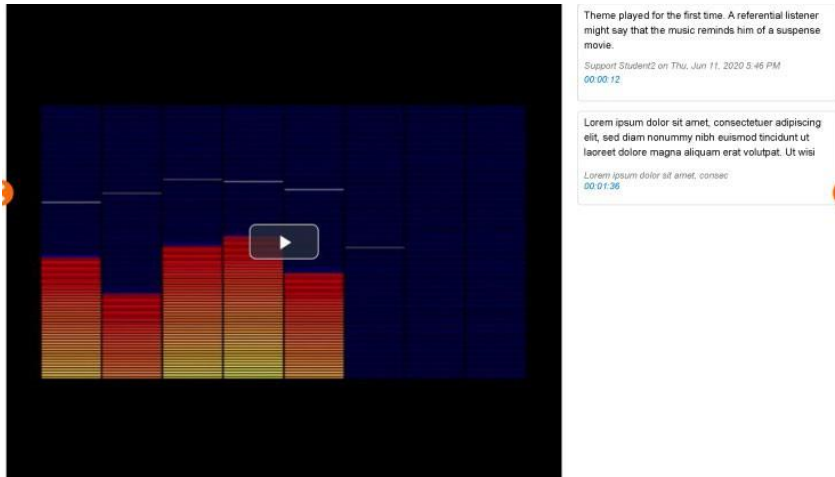 Theme played for the first time. A referential listener
might say that the music reminds him of a suspense
movie.
Support Student2 on Thu, Jun 11, 2020 5:46 PM
00:00:12
Lorem ipsum dolor sit amet, consectetuer adipiscing
elit, sed diam nonummy nibh euismod tincidunt ut
laoreet dolore magna aliquam erat volutpat. Ut wisi
Lorem ipsum dolor sit amet, consec
00:01:36